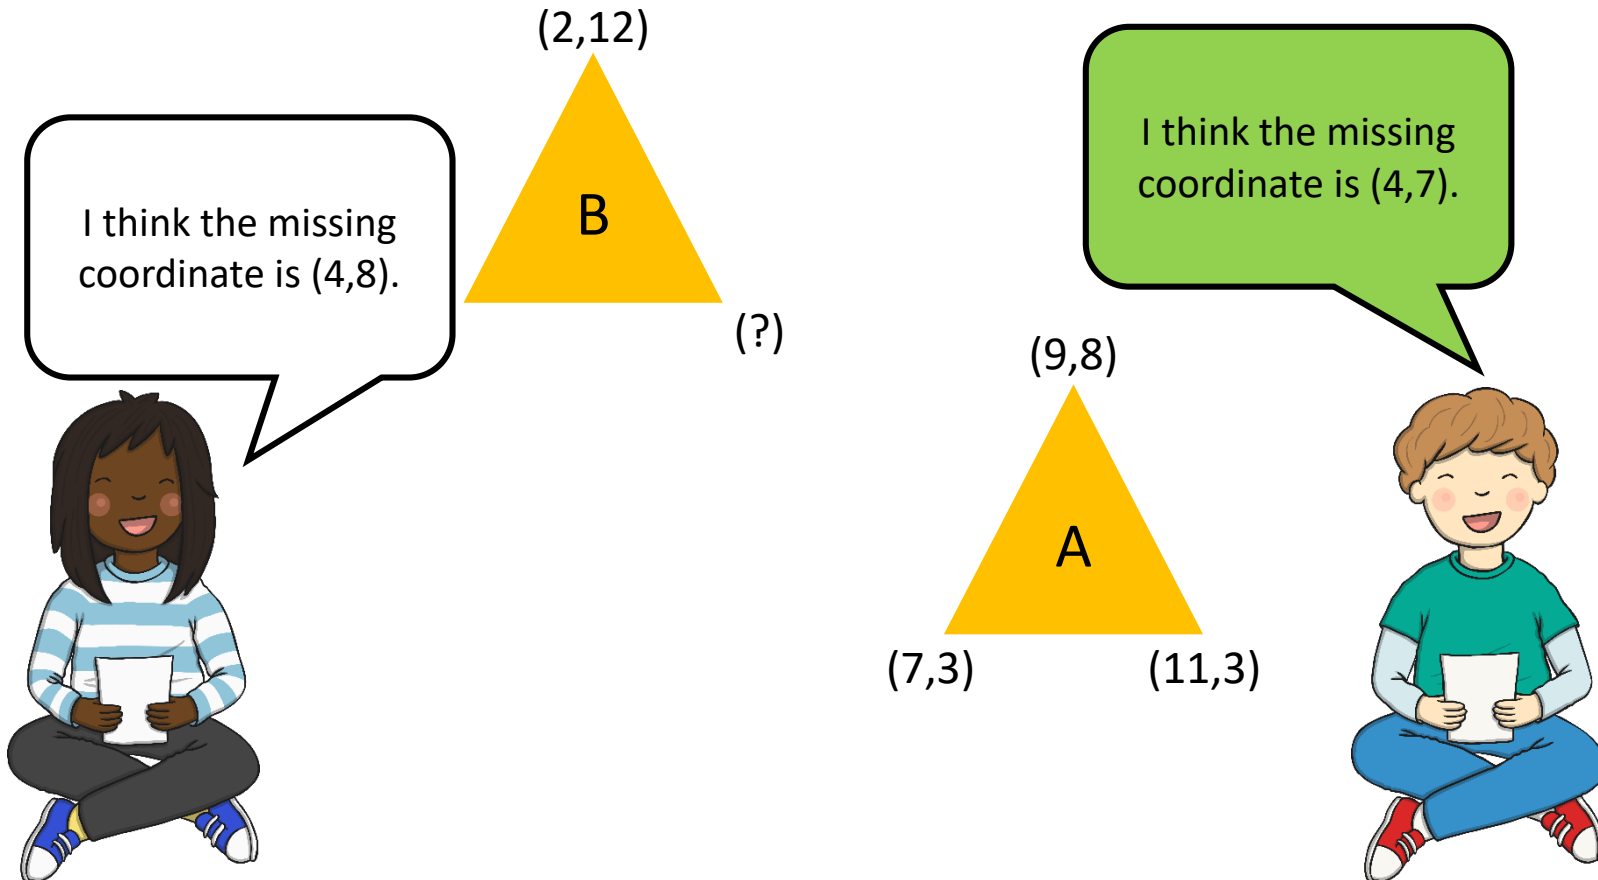 (2,12)
I think the missing
coordinate is (4,8).
B
(?)
I think the missing
coordinate is (4,7).
(9,8)
A
(7,3)
(11,3)